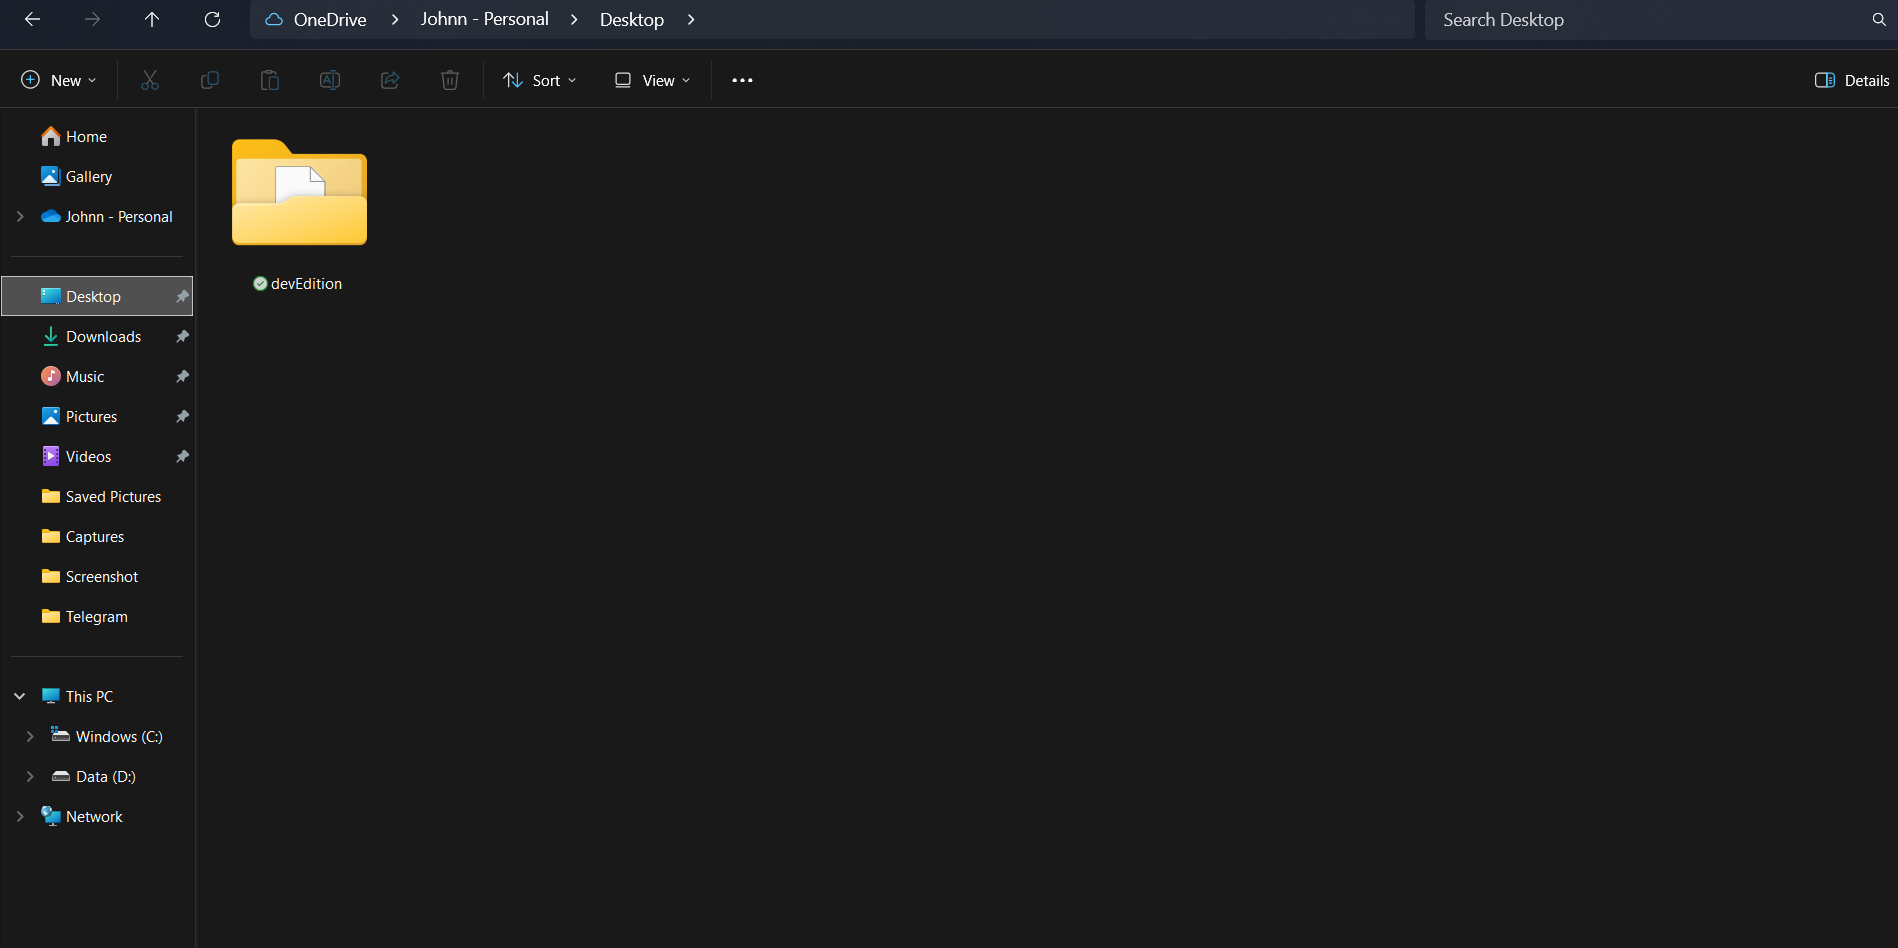 OneDrive > Johnn - Personal > Desktop >
Search Desktop
New
Sort
View
Details
Home
Gallery
Johnn - Personal
Desktop
Downloads
Music
Pictures
Videos
Saved Pictures
Captures
Screenshot
Telegram
This PC
Windows (C:)
Data (D:)
Network
devEdition